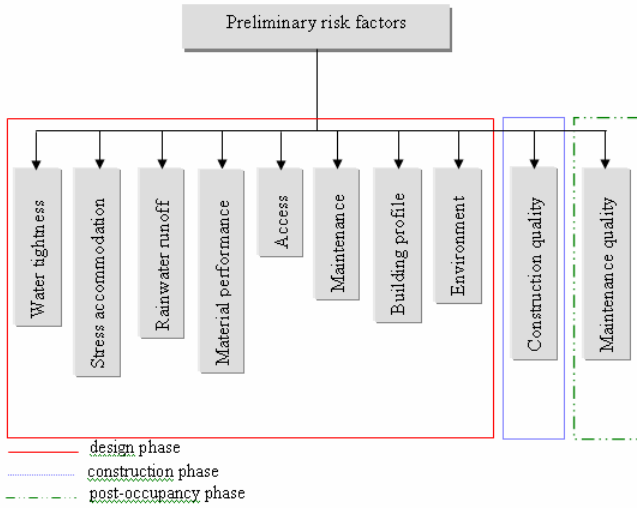 Preliminary risk factors
Water tightness
Stress accommodation
Rainwater runoff
Material performance
Access
Maintenance
Building profile
Environment
Construction quality
Maintenance quality
design phase
construction phase
post-occupancy phase